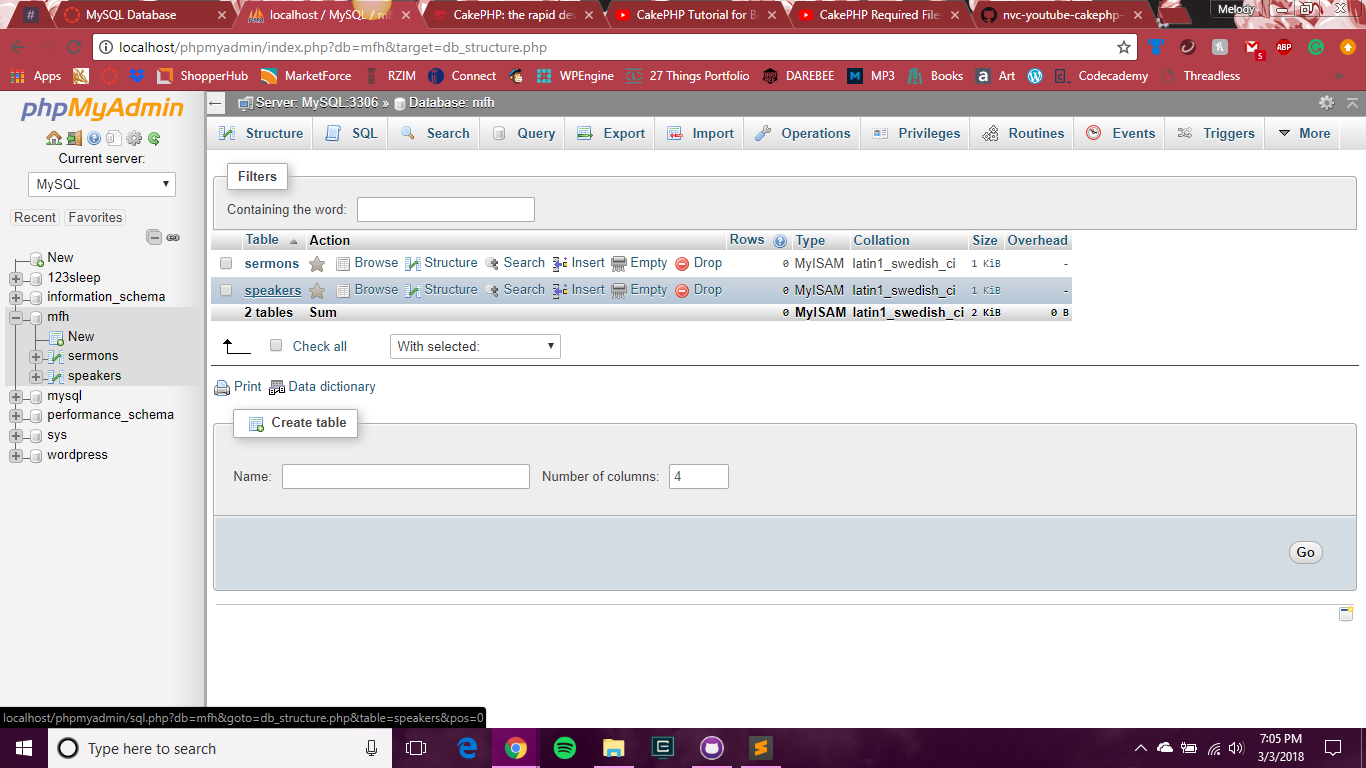 # MySQL Database localhost / MySQL / m CakePHP: the rapid de CakePHP Tutorial for B CakePHP Required File nvc-youtube-cakephp- Melody
localhost/phpmyadmin/index.php?db=mfh&target=db_structure.php
5 ABP
Apps ShopperHub MarketForce RZIM Connect WPEngine 27 Things Portfolio DAREBEE MP3 Books Art Codecademy Threadless
phpMyAdmin
Server: MySQL:3306 » Database: mfh
Structure SQL Search Query Export Import Operations Privileges Routines Events Triggers More
Current server:
MySQL
Recent Favorites
New
123sleep
information_schema
mfh
New
sermons
speakers
mysql
performance_schema
sys
wordpress
Filters
Containing the word:
Table Action Rows Type Collation Size Overhead
sermons Browse Structure Search Insert Empty Drop 0 MyISAM latin1_swedish_ci 1 KiB -
speakers Browse Structure Search Insert Empty Drop 0 MyISAM latin1_swedish_ci 1 KiB -
2 tables Sum 0 MyISAM latin1_swedish_ci 2 KiB 0 B
Check all With selected:
Print Data dictionary
Create table
Name: Number of columns: 4
Go
localhost/phpmyadmin/sql.php?db=mfh&goto=db_structure.php&table=speakers&pos=0
Type here to search
7:05 PM
3/3/2018